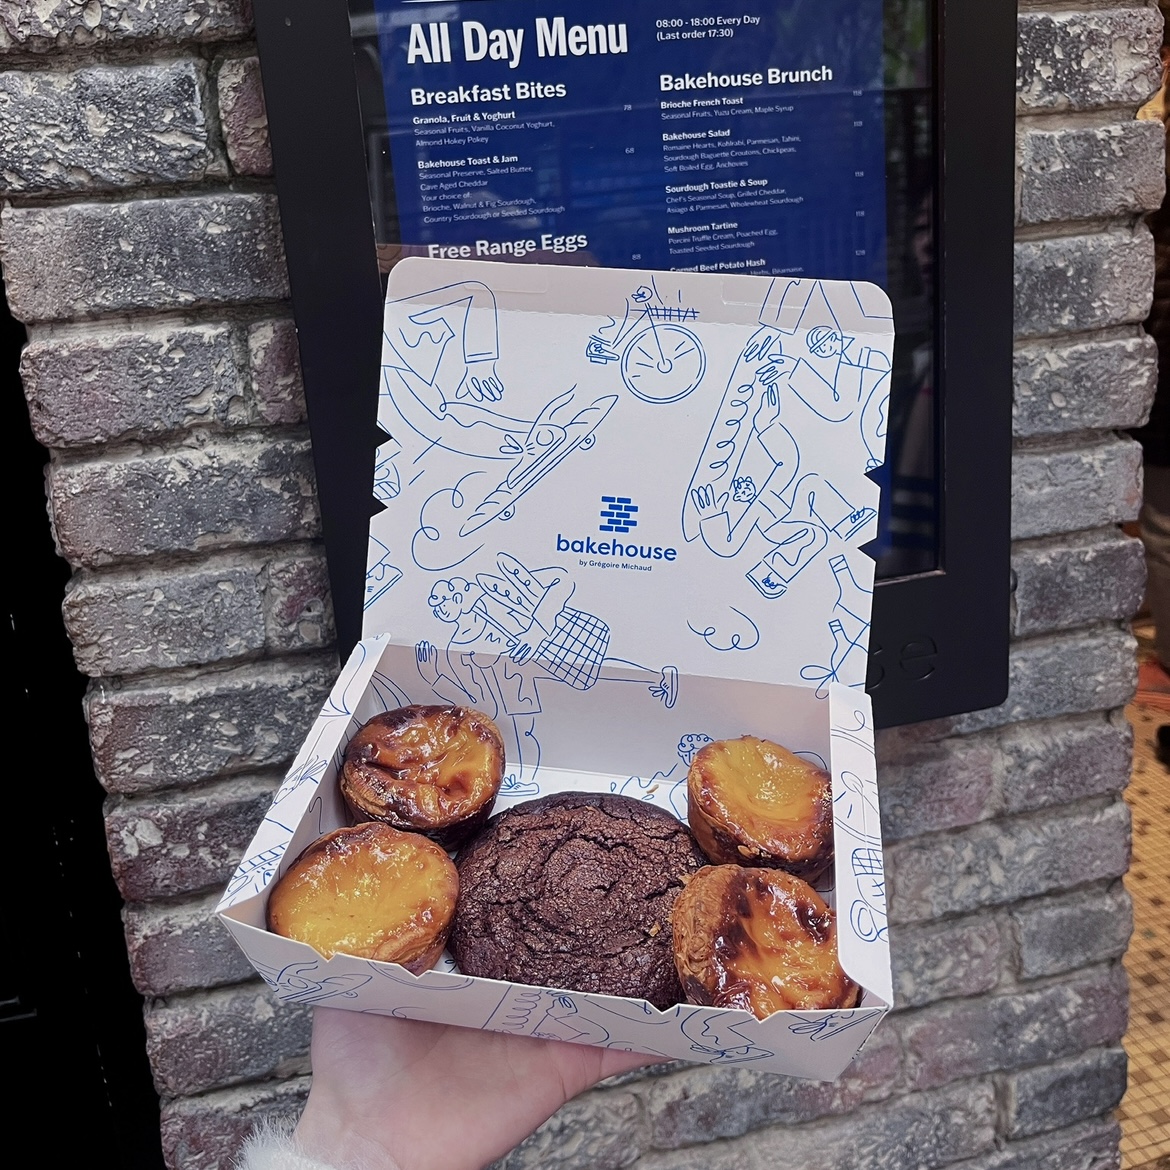 All Day Menu
08:00 - 18:00 Every Day
(Last order 17:30)
Breakfast Bites
Granola, Fruit & Yoghurt 78
Seasonal Fruits, Vanilla Coconut Yoghurt,
Almond Hokey Pokey
Bakehouse Toast & Jam 68
Seasonal Preserve, Salted Butter,
Cave Aged Cheddar
Your choice of:
Brioche, Walnut & Fig Sourdough,
Country Sourdough or Seeded Sourdough
Free Range Eggs
88
Bakehouse Brunch
Brioche French Toast 118
Seasonal Fruits, Yuzu Cream, Maple Syrup
Bakehouse Salad 118
Romaine Hearts, Kohlrabi, Parmesan, Tahini,
Sourdough Baguette Croutons, Chickpeas,
Soft Boiled Egg, Anchovies
Sourdough Toastie & Soup 118
Chef's Seasonal Soup, Grilled Cheddar,
Asiago & Parmesan, Wholewheat Sourdough
Mushroom Tartine 118
Porcini Truffle Cream, Poached Egg,
Toasted Seeded Sourdough
Corned Beef Potato Hash 128
Herbs, Béarnaise,
bakehouse
by Grégoire Michaud
se